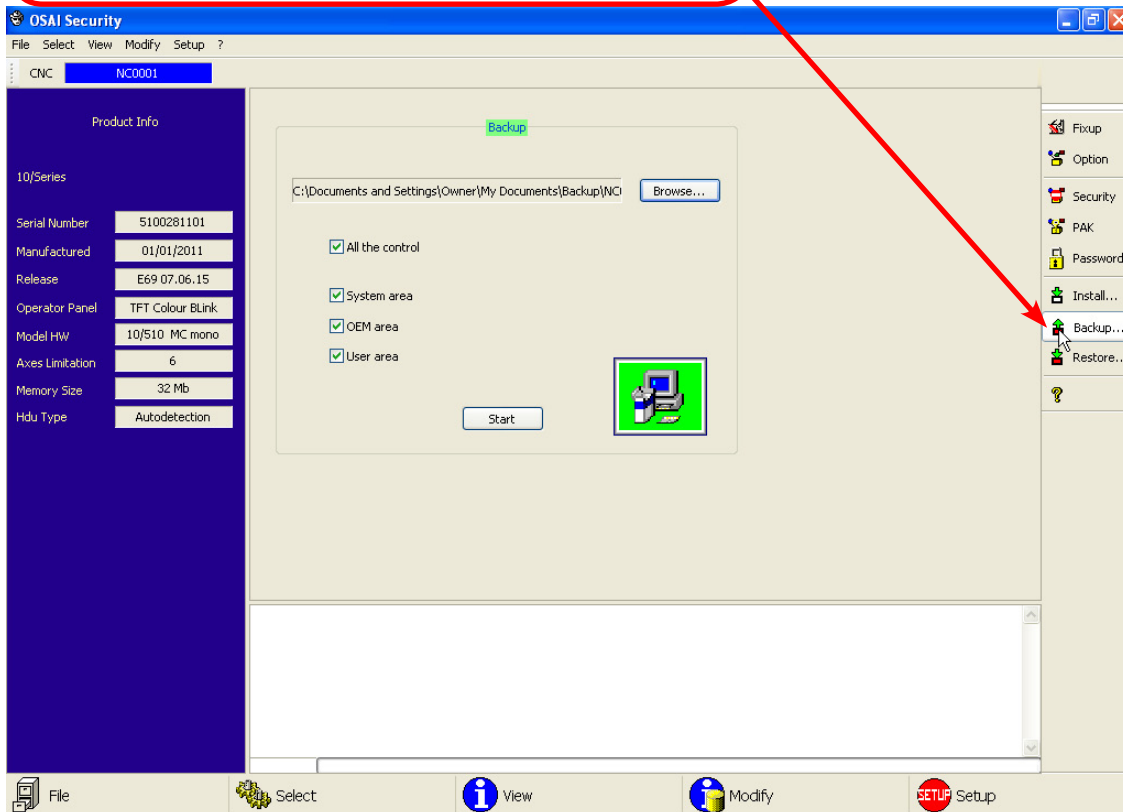 OSAI Security
File Select View Modify Setup ?
CNC NC0001
Product Info
10/Series
Serial Number 5100281101
Manufactured 01/01/2011
Release E69 07.06.15
Operator Panel TFT Colour BLink
Model HW 10/510 MC mono
Axes Limitation 6
Memory Size 32 Mb
Hdu Type Autodetection
Backup
C:\Documents and Settings\Owner\My Documents\Backup\NC Browse...
All the control
System area
OEM area
User area
Start
Fixup
Option
Security
PAK
Password
Install...
Backup...
Restore...
File Select View Modify SETUP Setup